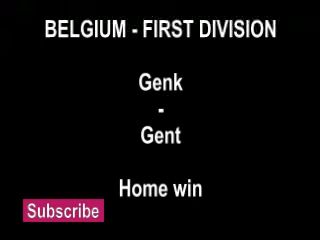 BELGIUM - FIRST DIVISION
Genk
-
Gent
Home win
Subscribe